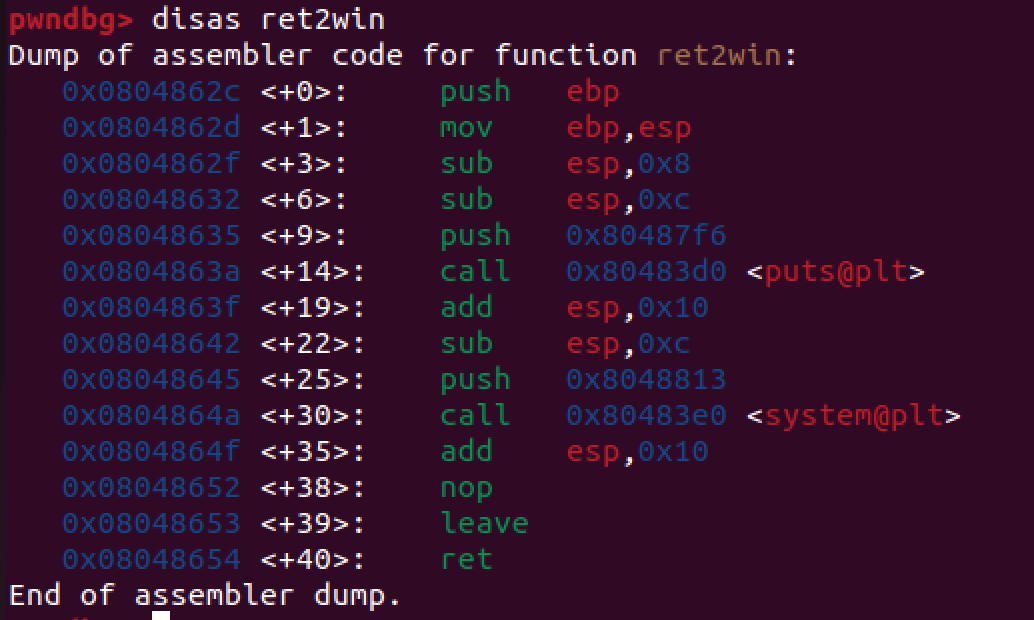 pwndbg> disas ret2win
Dump of assembler code for function ret2win:
   0x0804862c <+0>:     push   ebp
   0x0804862d <+1>:     mov    ebp,esp
   0x0804862f <+3>:     sub    esp,0x8
   0x08048632 <+6>:     sub    esp,0xc
   0x08048635 <+9>:     push   0x80487f6
   0x0804863a <+14>:    call   0x80483d0 <puts@plt>
   0x0804863f <+19>:    add    esp,0x10
   0x08048642 <+22>:    sub    esp,0xc
   0x08048645 <+25>:    push   0x8048813
   0x0804864a <+30>:    call   0x80483e0 <system@plt>
   0x0804864f <+35>:    add    esp,0x10
   0x08048652 <+38>:    nop
   0x08048653 <+39>:    leave
   0x08048654 <+40>:    ret
End of assembler dump.